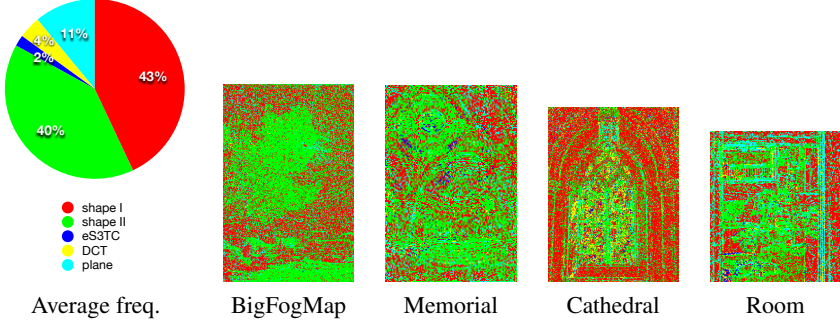 11%
4%
2%
43%
40%
shape I
shape II
eS3TC
DCT
plane
Average freq.
BigFogMap
Memorial
Cathedral
Room